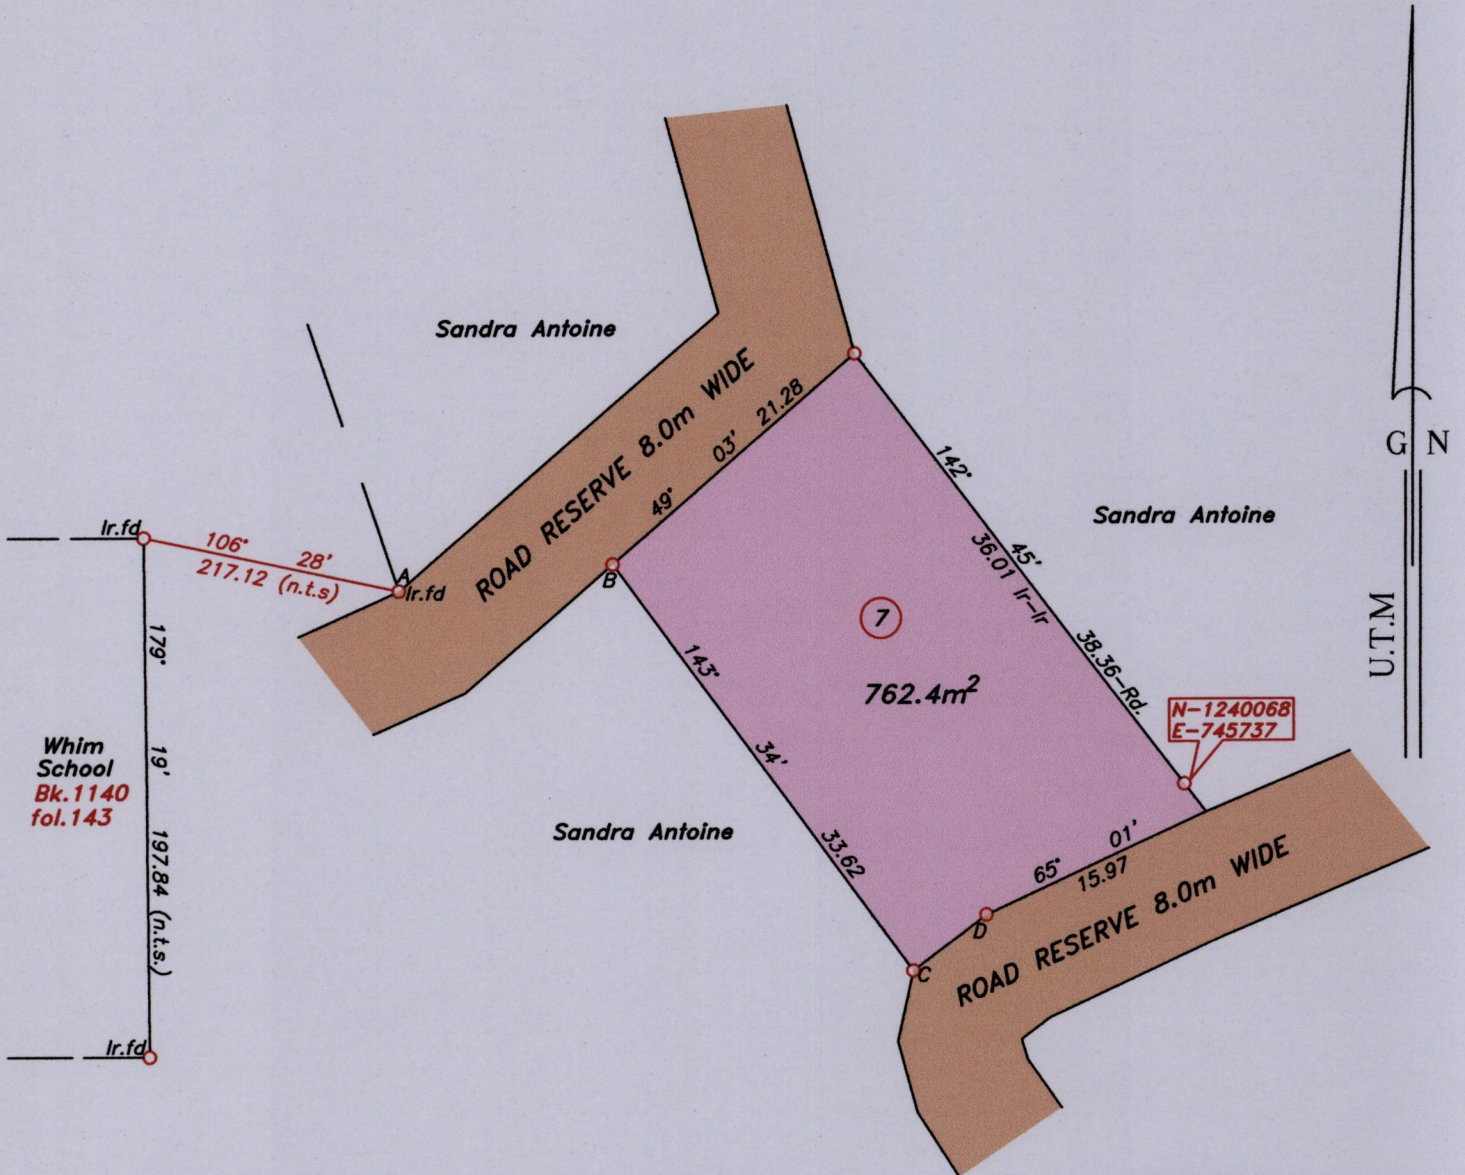 Sandra Antoine
ROAD RESERVE 8.0m WIDE
49° 03' 21.28
G N
U.T.M
142° 45'
36.01 Ir-Ir
38.36-Rd.
Sandra Antoine
Ir.fd
106° 28'
217.12 (n.t.s)
A
Ir.fd
B
7
762.4m²
143° 34' 33.62
N-1240068
E-745737
179° 19' 197.84 (n.t.s.)
Whim
School
Bk.1140
fol.143
Sandra Antoine
65° 01'
15.97
D
C
ROAD RESERVE 8.0m WIDE
Ir.fd